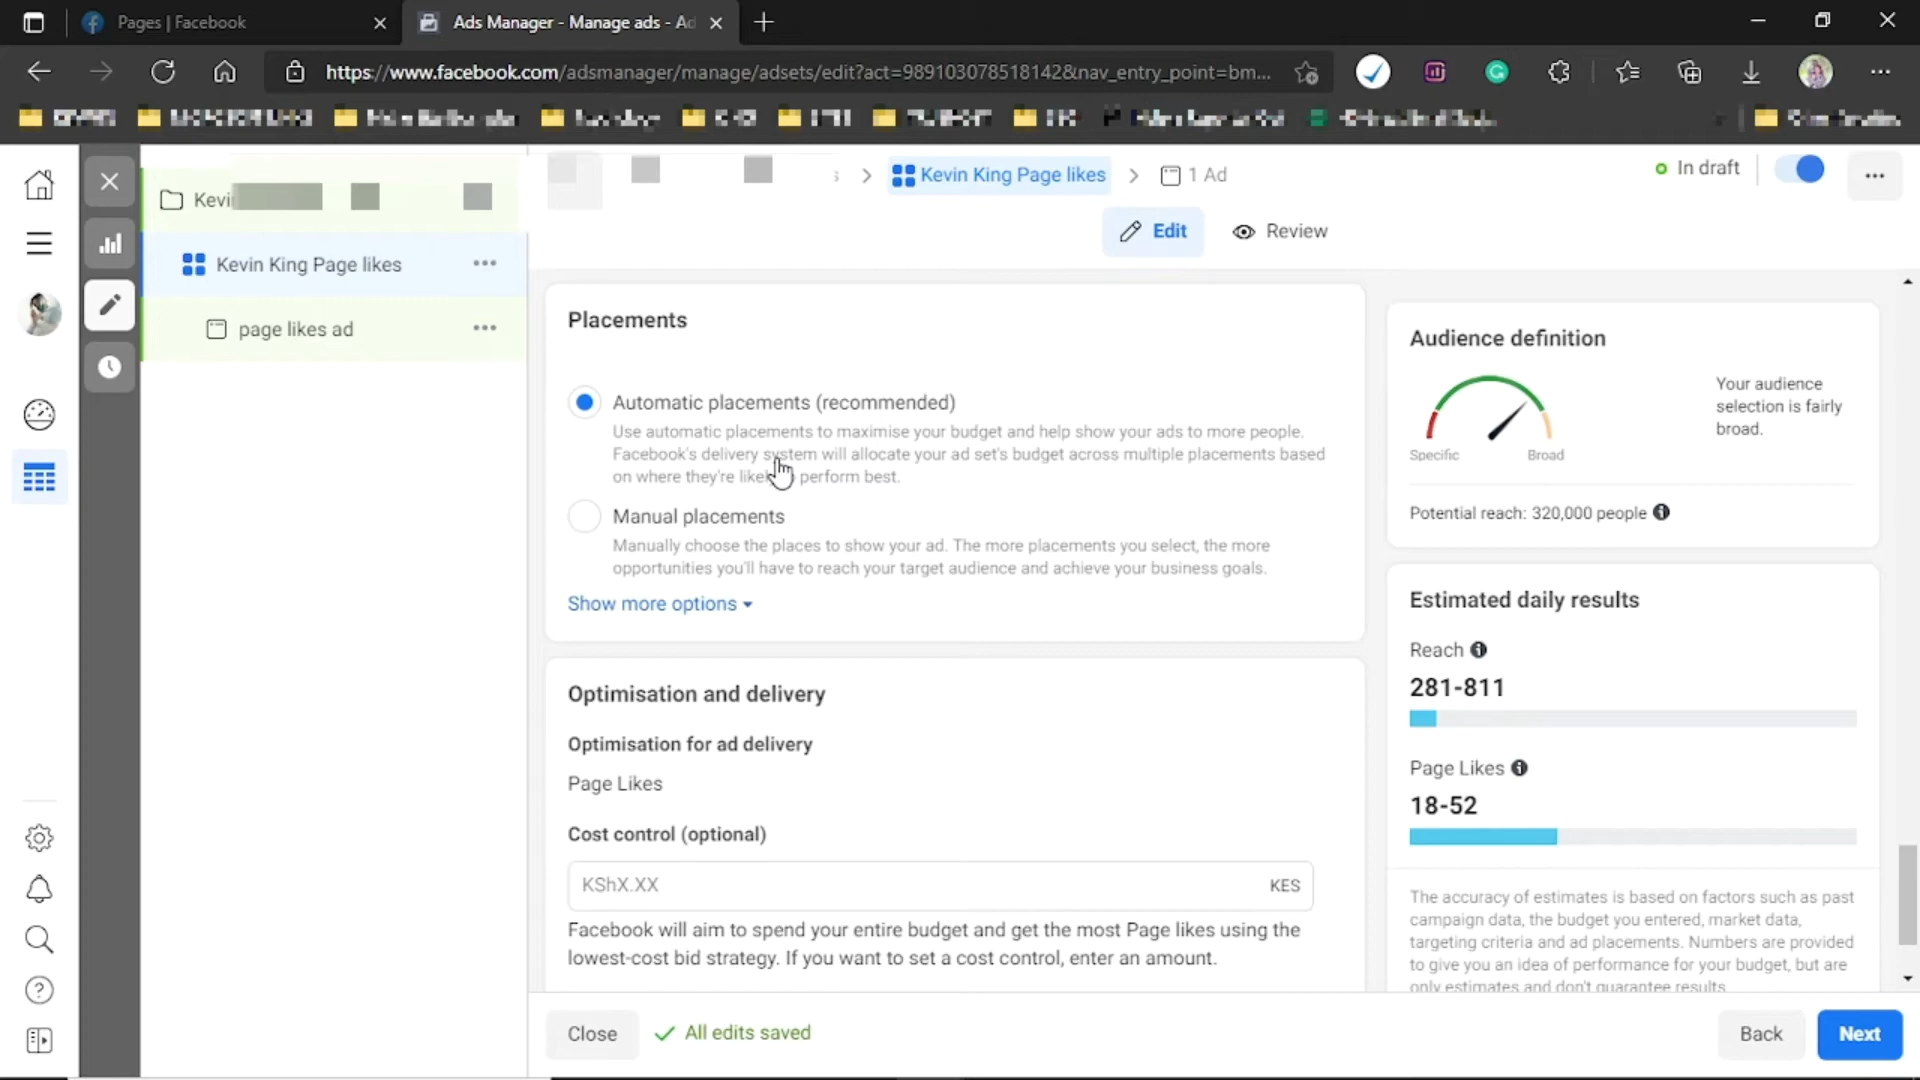 Pages | Facebook
Ads Manager - Manage ads - Ad
https://www.facebook.com/adsmanager/manage/adsets/edit?act=989103078518142&nav_entry_point=bm...
Kevi
Kevin King Page likes
page likes ad
Kevin King Page likes
1 Ad
In draft
Edit
Review
Placements
Automatic placements (recommended)
Use automatic placements to maximise your budget and help show your ads to more people.
Facebook's delivery system will allocate your ad set's budget across multiple placements based
on where they're likely perform best.
Manual placements
Manually choose the places to show your ad. The more placements you select, the more
opportunities you'll have to reach your target audience and achieve your business goals.
Show more options
Optimisation and delivery
Optimisation for ad delivery
Page Likes
Cost control (optional)
KShX.XX
KES
Facebook will aim to spend your entire budget and get the most Page likes using the
lowest-cost bid strategy. If you want to set a cost control, enter an amount.
Audience definition
Your audience
selection is fairly
broad.
Specific
Broad
Potential reach: 320,000 people
Estimated daily results
Reach
281-811
Page Likes
18-52
The accuracy of estimates is based on factors such as past
campaign data, the budget you entered, market data,
targeting criteria and ad placements. Numbers are provided
to give you an idea of performance for your budget, but are
only estimates and don't guarantee results
Close
All edits saved
Back
Next